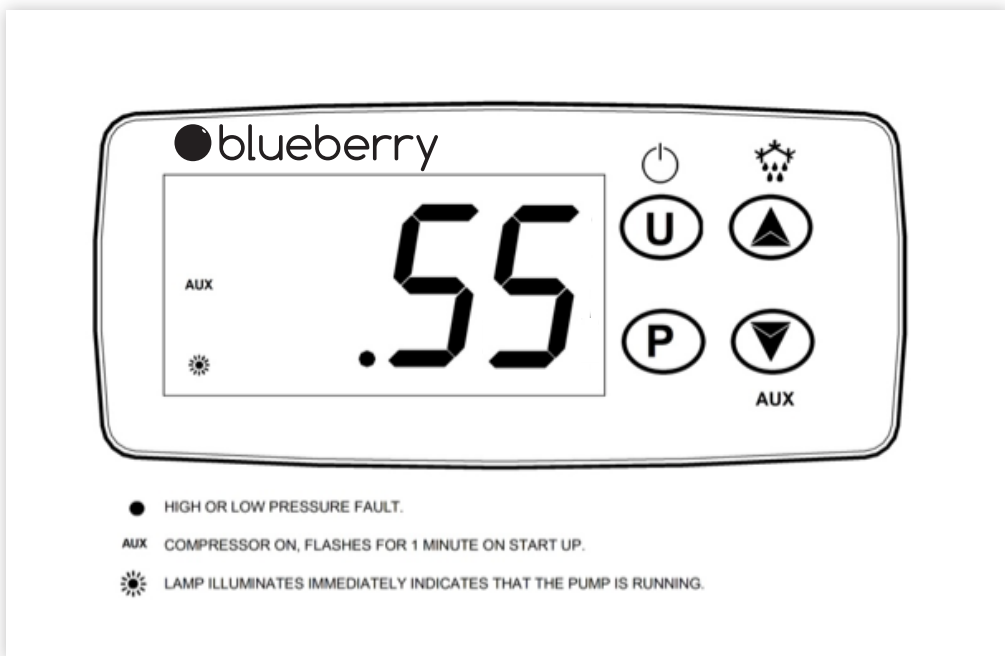 blueberry
.55
AUX
U
P
AUX
HIGH OR LOW PRESSURE FAULT.
AUX COMPRESSOR ON, FLASHES FOR 1 MINUTE ON START UP.
LAMP ILLUMINATES IMMEDIATELY INDICATES THAT THE PUMP IS RUNNING.